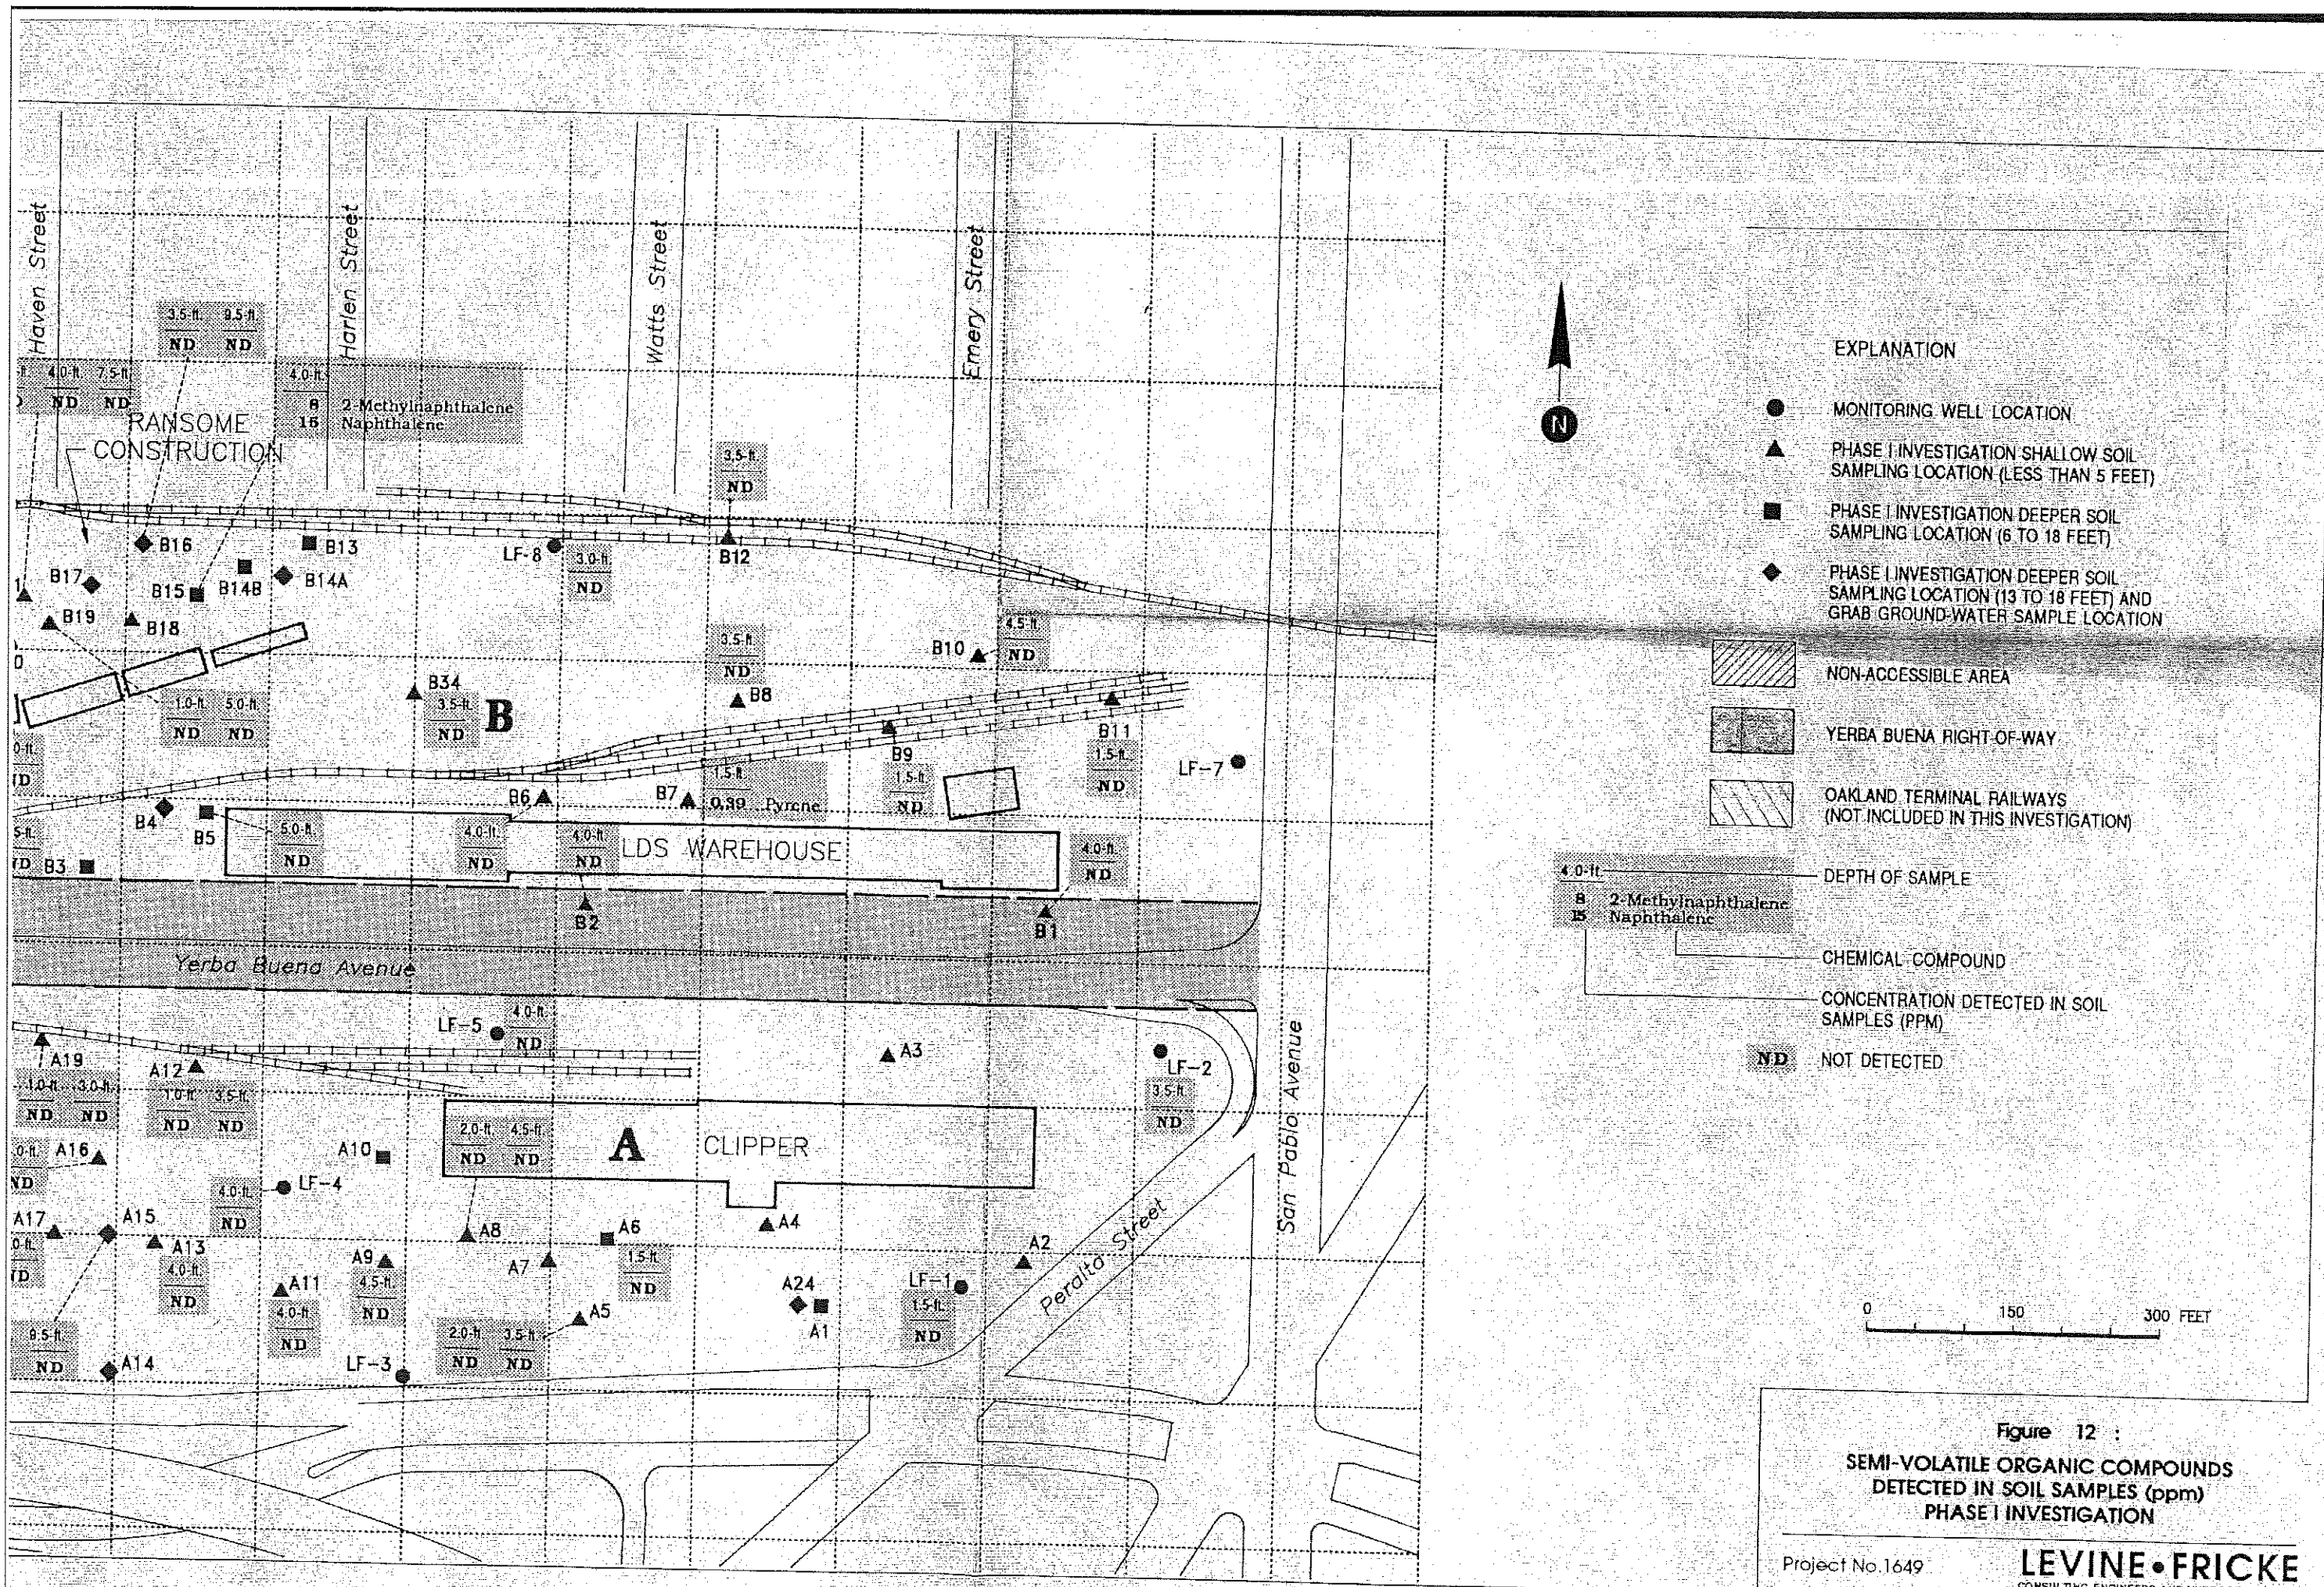 Haven Street
Harlen Street
Watts Street
Emery Street
3.5-ft. 9.5-ft.
ND ND
4.0-ft. 7.5-ft.
ND ND
4.0-ft.
8 2-Methylnaphthalene
16 Naphthalene
RANSOME
CONSTRUCTION
3.5-ft.
ND
B16
B13
LF-8
3.0-ft.
ND
B12
B17
B15
B14B
B14A
B19
B18
3.5-ft.
ND
B10
4.5-ft.
ND
1.0-ft. 5.0-ft.
ND ND
B34
3.5-ft.
ND
B
B8
B9
1.5-ft.
ND
B11
1.5-ft.
ND
LF-7
B4
B5
B6
B7
1.5-ft.
0.39 Pyrene
B3
5.0-ft.
ND
4.0-ft.
ND
4.0-ft.
ND
LDS WAREHOUSE
4.0-ft.
ND
B2
B1
Yerba Buena Avenue
LF-5
4.0-ft.
ND
A19
1.0-ft. 3.0-ft.
ND ND
A12
1.0-ft. 3.5-ft.
ND ND
A3
LF-2
3.5-ft.
ND
San Pablo Avenue
A16
A10
2.0-ft. 4.5-ft.
ND ND
A
CLIPPER
4.0-ft.
ND
LF-4
A17
A15
A13
4.0-ft.
ND
A8
A6
1.5-ft.
ND
A4
A2
Peralta Street
A9
4.5-ft.
ND
A7
A11
4.0-ft.
ND
A24
A1
LF-1
1.5-ft.
ND
9.5-ft.
ND
A14
LF-3
2.0-ft. 3.5-ft.
ND ND
A5
N
EXPLANATION
MONITORING WELL LOCATION
PHASE I INVESTIGATION SHALLOW SOIL
SAMPLING LOCATION (LESS THAN 5 FEET)
PHASE I INVESTIGATION DEEPER SOIL
SAMPLING LOCATION (6 TO 18 FEET)
PHASE I INVESTIGATION DEEPER SOIL
SAMPLING LOCATION (13 TO 18 FEET) AND
GRAB GROUND-WATER SAMPLE LOCATION
NON-ACCESSIBLE AREA
YERBA BUENA RIGHT-OF-WAY
OAKLAND TERMINAL RAILWAYS
(NOT INCLUDED IN THIS INVESTIGATION)
4.0-ft.
DEPTH OF SAMPLE
8 2-Methylnaphthalene
15 Naphthalene
CHEMICAL COMPOUND
CONCENTRATION DETECTED IN SOIL
SAMPLES (PPM)
ND NOT DETECTED
0 150 300 FEET
Figure 12 :
SEMI-VOLATILE ORGANIC COMPOUNDS
DETECTED IN SOIL SAMPLES (ppm)
PHASE I INVESTIGATION
Project No.1649
LEVINE•FRICKE